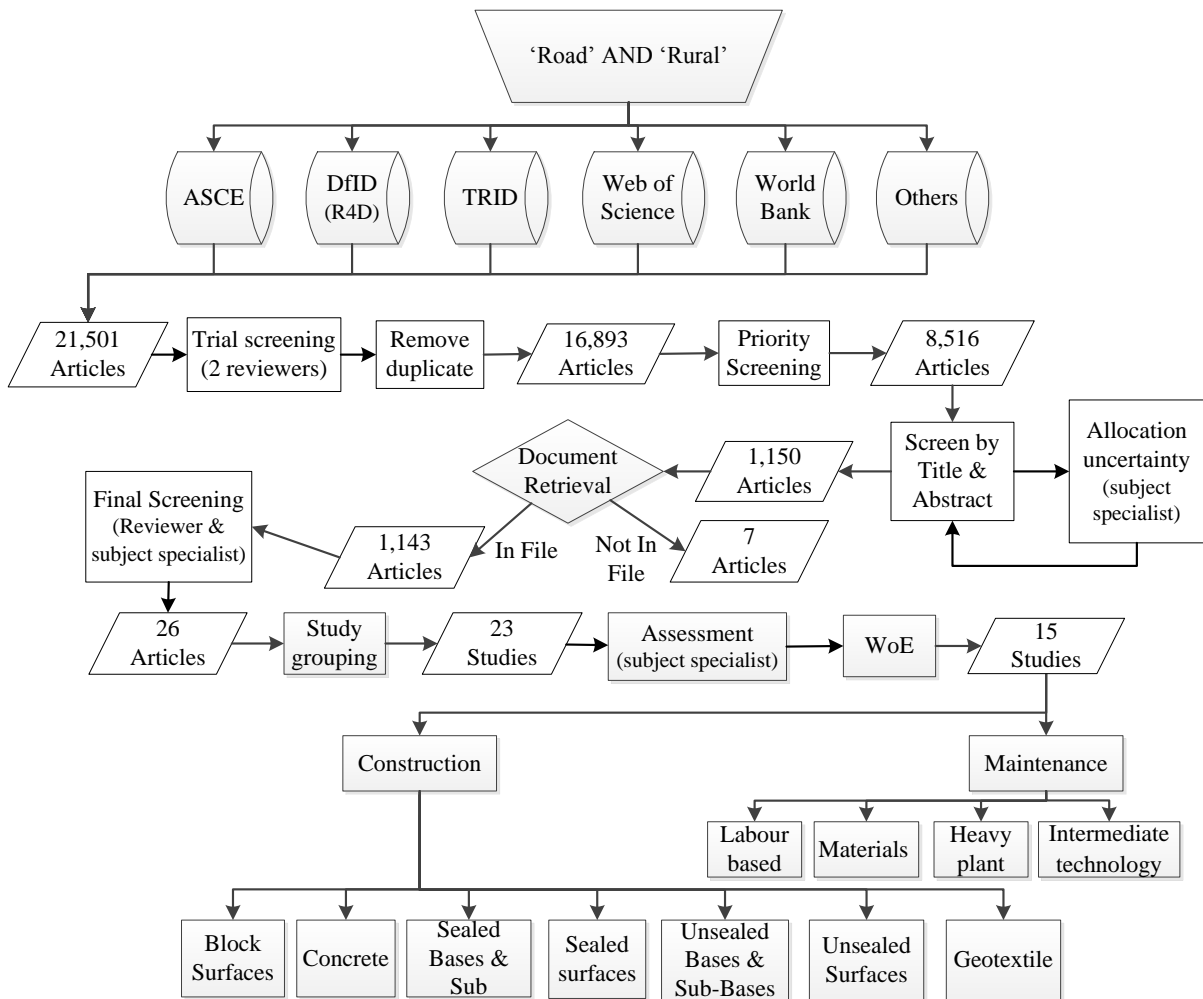 ‘Road’ AND ‘Rural’
ASCE
DfID
(R4D)
TRID
Web of
Science
World
Bank
Others
21,501
Articles
Trial screening
(2 reviewers)
Remove
duplicate
16,893
Articles
Priority
Screening
8,516
Articles
Screen by
Title &
Abstract
Allocation
uncertainty
(subject
specialist)
1,150
Articles
Document
Retrieval
In File
Not In
File
7
Articles
1,143
Articles
Final Screening
(Reviewer &
subject specialist)
26
Articles
Study
grouping
23
Studies
Assessment
(subject specialist)
WoE
15
Studies
Construction
Maintenance
Labour
based
Materials
Heavy
plant
Intermediate
technology
Block
Surfaces
Concrete
Sealed
Bases &
Sub
Sealed
surfaces
Unsealed
Bases &
Sub-Bases
Unsealed
Surfaces
Geotextile